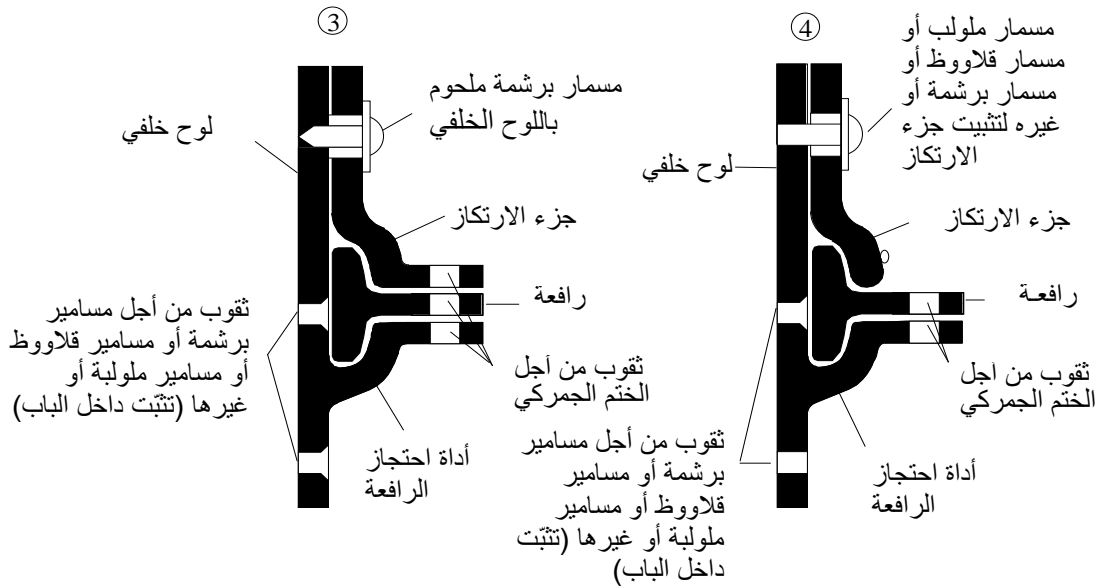 ③
مسمار برشمة ملحوم
باللوح الخلفي
لوح خلفي
جزء الارتكاز
رافعة
ثقوب من أجل مسامير
برشمة أو مسامير قلاووظ
أو مسامير ملولبة أو
غيرها (تثبّت داخل الباب)
ثقوب من أجل
الختم الجمركي
أداة احتجاز
الرافعة
④
مسمار ملولب أو
مسمار قلاووظ أو
مسمار برشمة أو
غيره لتثبيت جزء
الارتكاز
لوح خلفي
جزء الارتكاز
رافعـة
ثقوب من أجل
الختم الجمركي
ثقوب من أجل مسامير
برشمة أو مسامير
قلاووظ أو مسامير
ملولبة أو غيرها (تثبّت
داخل الباب)
أداة احتجاز
الرافعة